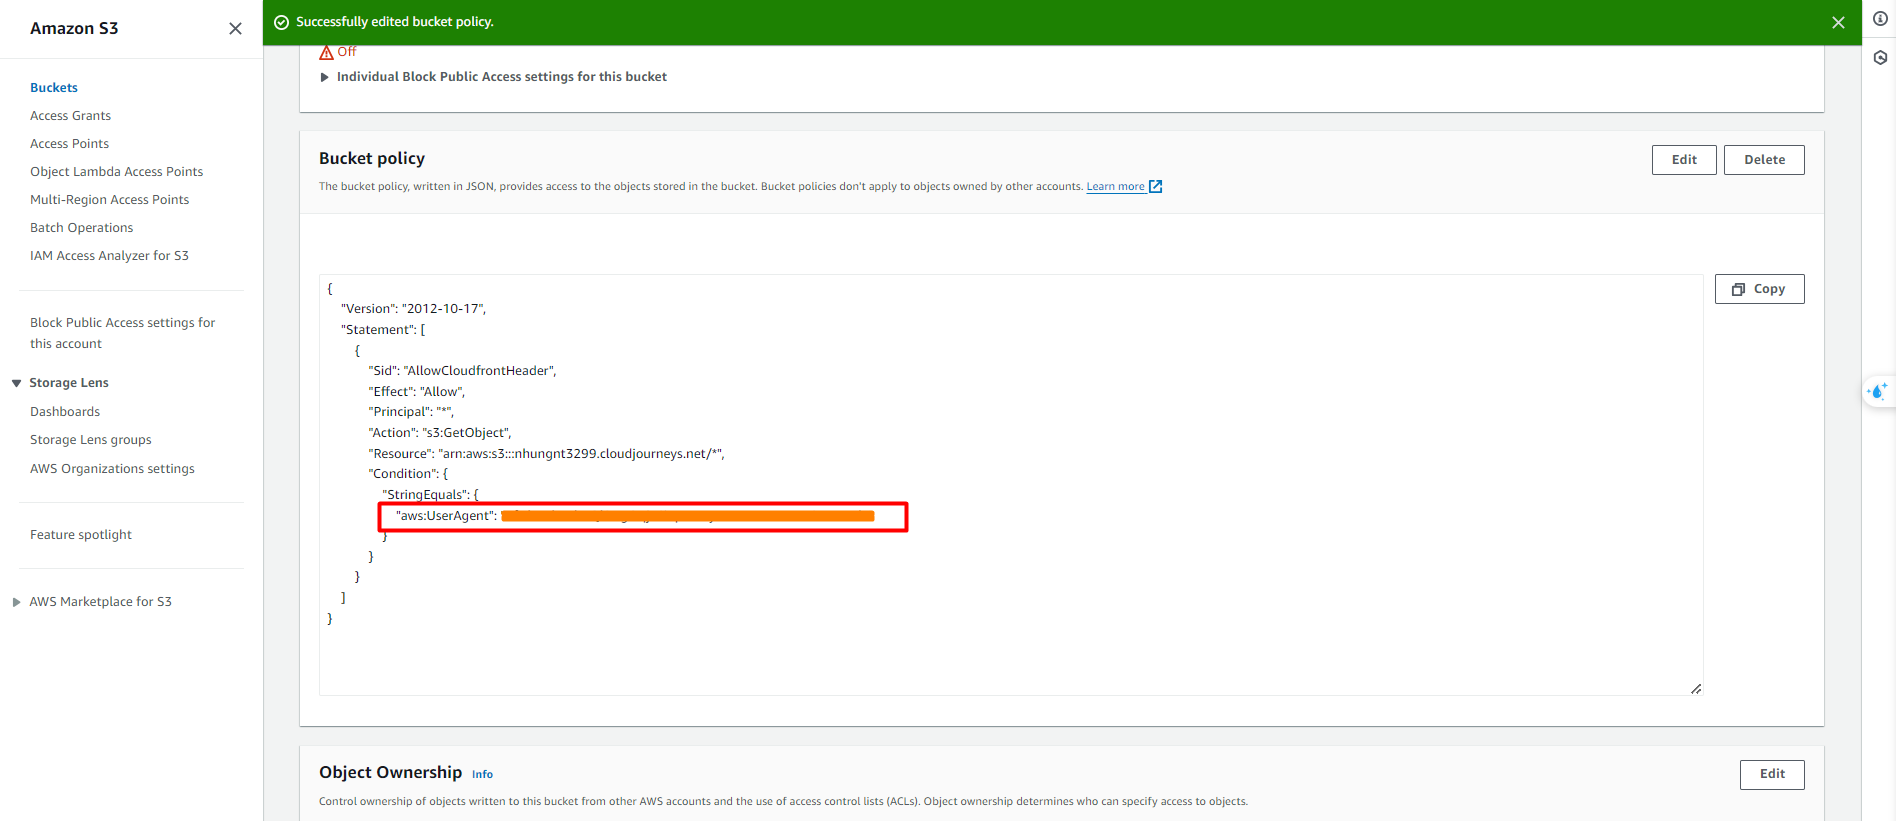 Amazon S3
Successfully edited bucket policy.
Buckets
Access Grants
Access Points
Object Lambda Access Points
Multi-Region Access Points
Batch Operations
IAM Access Analyzer for S3
Block Public Access settings for
this account
Storage Lens
Dashboards
Storage Lens groups
AWS Organizations settings
Feature spotlight
AWS Marketplace for S3
Off
Individual Block Public Access settings for this bucket
Bucket policy
Edit
Delete
The bucket policy, written in JSON, provides access to the objects stored in the bucket. Bucket policies don't apply to objects owned by other accounts. Learn more
Copy
{
"Version": "2012-10-17",
"Statement": [
{
"Sid": "AllowCloudfrontHeader",
"Effect": "Allow",
"Principal": "*",
"Action": "s3:GetObject",
"Resource": "arn:aws:s3:::nhungnt3299.cloudjourneys.net/*",
"Condition": {
"StringEquals": {
"aws:UserAgent":
}
}
}
]
}
Object Ownership Info
Edit
Control ownership of objects written to this bucket from other AWS accounts and the use of access control lists (ACLs). Object ownership determines who can specify access to objects.